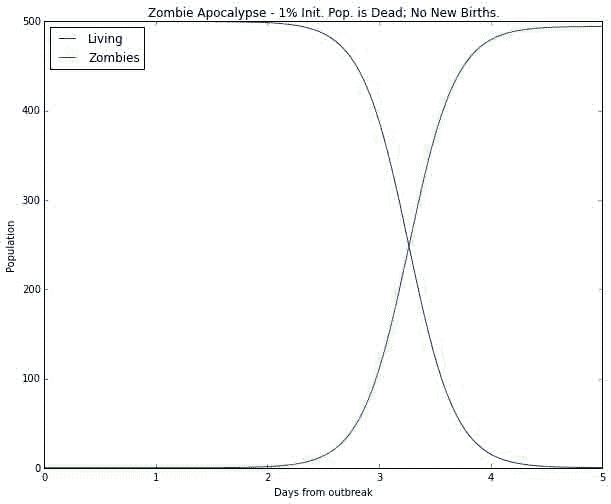 Zombie Apocalypse - 1% Init. Pop. is Dead; No New Births.
500
Living
Zombies
400
300
Population
200
100
0
0
1
2
3
4
5
Days from outbreak